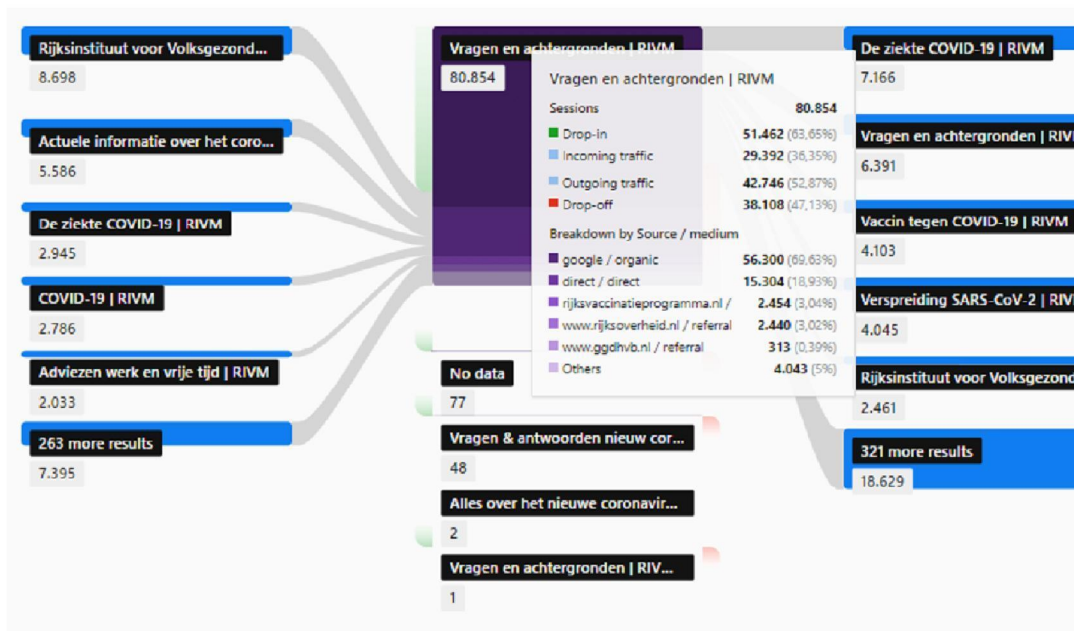 Rijksinstituut voor Volksgezond...
8.698
Actuele informatie over het coro...
5.586
De ziekte COVID-19 | RIVM
2.945
COVID-19 | RIVM
2.786
Adviezen werk en vrije tijd | RIVM
2.033
263 more results
7.395
Vragen en achtergronden | RIVM
80.854
Vragen en achtergronden | RIVM
Sessions 80.854
Drop-in 51.462 (63,65%)
Incoming traffic 29.392 (36,35%)
Outgoing traffic 42.746 (52,87%)
Drop-off 38.108 (47,13%)
Breakdown by Source / medium
google / organic 56.300 (69,63%)
direct / direct 15.304 (18,93%)
rijksvaccinatieprogramma.nl / 2.454 (3,04%)
www.rijksoverheid.nl / referral 2.440 (3,02%)
www.ggdhvb.nl / referral 313 (0,39%)
Others 4.043 (5%)
No data
77
Vragen & antwoorden nieuw cor...
48
Alles over het nieuwe coronavir...
2
Vragen en achtergronden | RIV...
1
De ziekte COVID-19 | RIVM
7.166
Vragen en achtergronden | RIV
6.391
Vaccin tegen COVID-19 | RIVM
4.103
Verspreiding SARS-CoV-2 | RIV
4.045
Rijksinstituut voor Volksgezond
2.461
321 more results
18.629